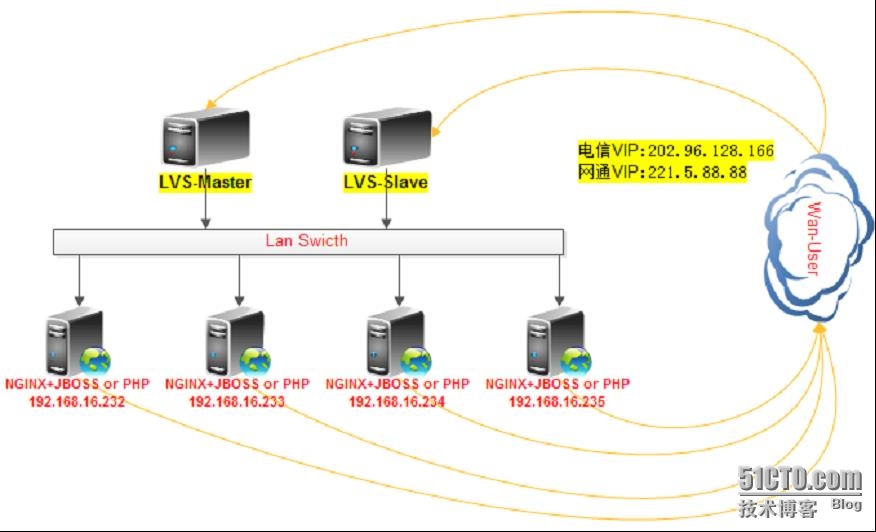 电信VIP:202.96.128.166
网通VIP:221.5.88.88
LVS-Master
LVS-Slave
Wan-User
Lan Swicth
NGINX+JBOSS or PHP
192.168.16.232
NGINX+JBOSS or PHP
192.168.16.233
NGINX+JBOSS or PHP
192.168.16.234
NGINX+JBOSS or PHP
192.168.16.235
51CTO.com
技术博客 Blog